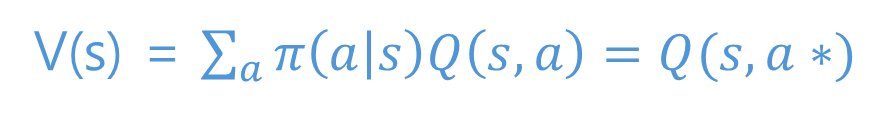 V(s) = ∑ₐ π(a|s)Q(s, a) = Q(s, a ∗)